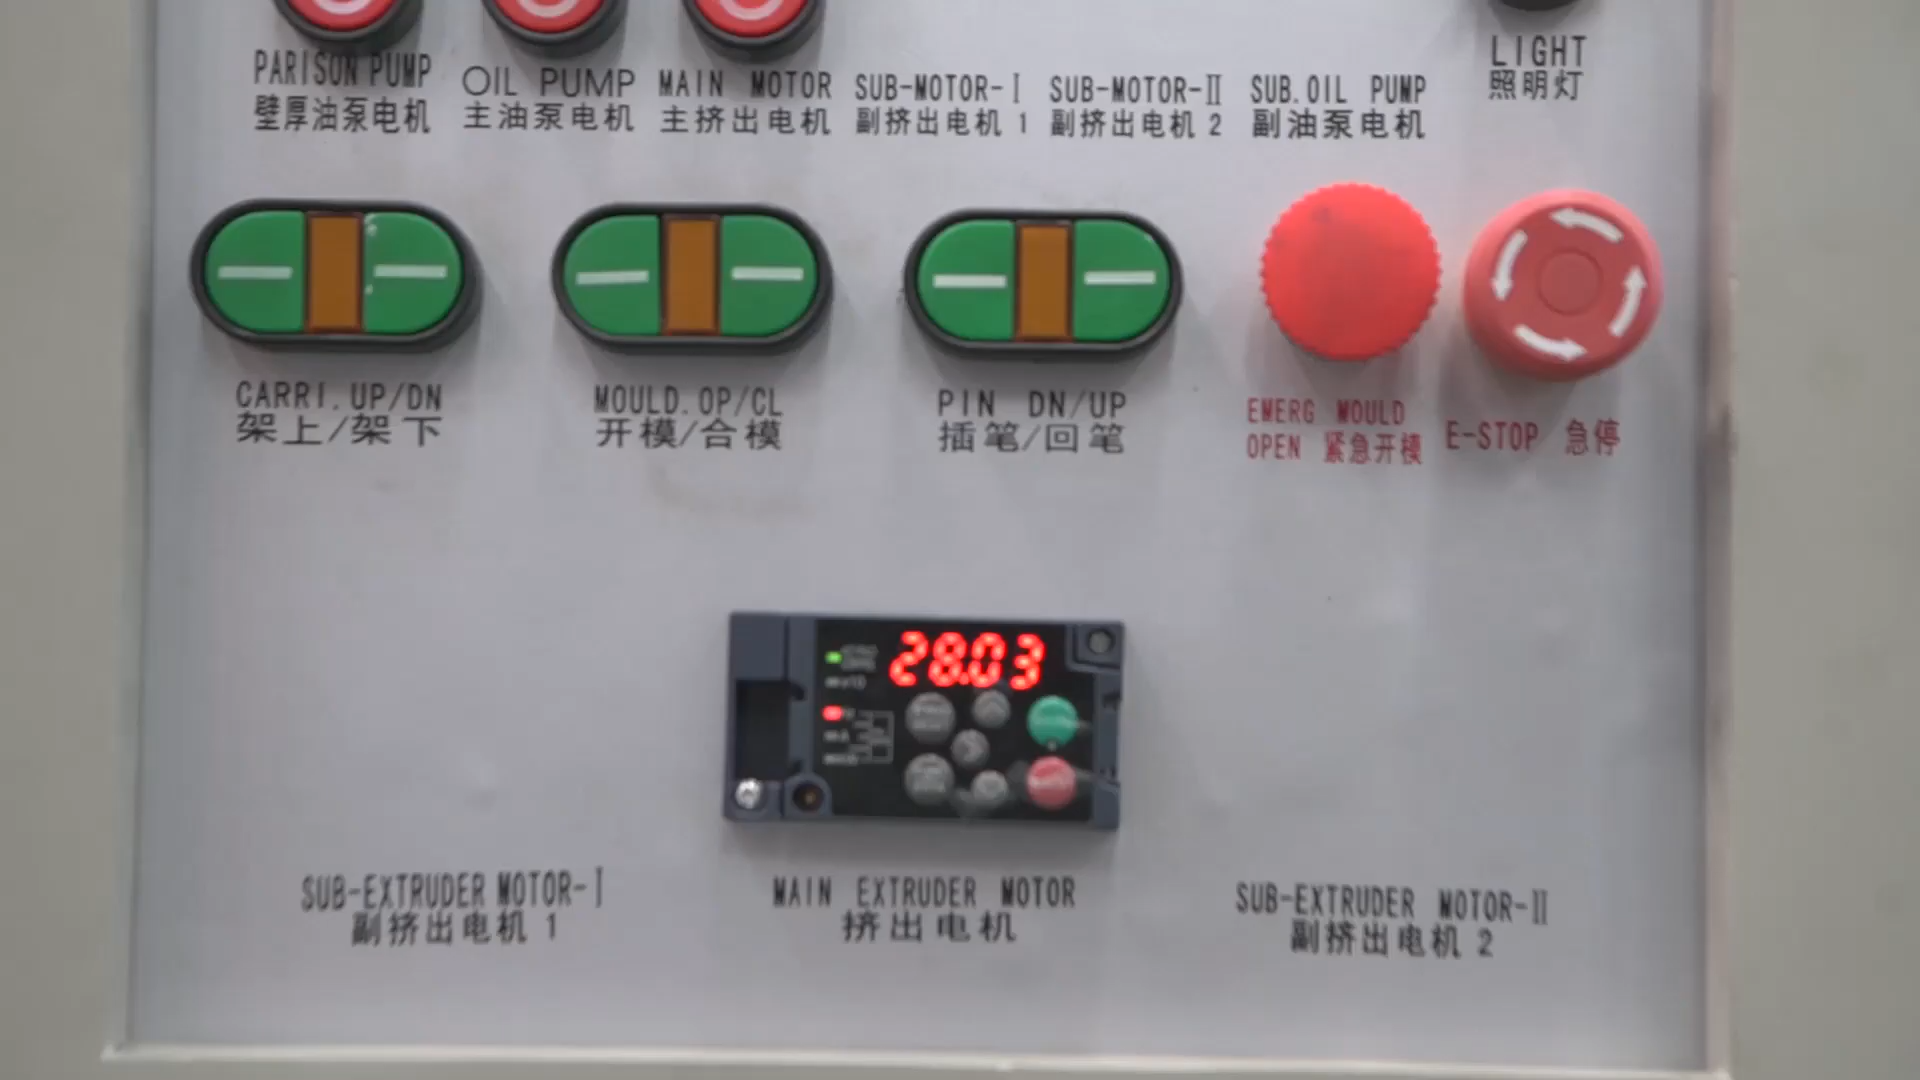 PARISON PUMP
壁厚油泵电机
OIL PUMP
主油泵电机
MAIN MOTOR
主挤出电机
SUB-MOTOR-Ⅰ
副挤出电机 1
SUB-MOTOR-Ⅱ
副挤出电机 2
SUB.OIL PUMP
副油泵电机
LIGHT
照明灯
CARRI.UP/DN
架上/架下
MOULD.OP/CL
开模/合模
PIN DN/UP
插笔/回笔
EMERG MOULD
OPEN 紧急开模
E-STOP 急停
28.03
SUB-EXTRUDER MOTOR-Ⅰ
副挤出电机 1
MAIN EXTRUDER MOTOR
挤出电机
SUB-EXTRUDER MOTOR-Ⅱ
副挤出电机 2